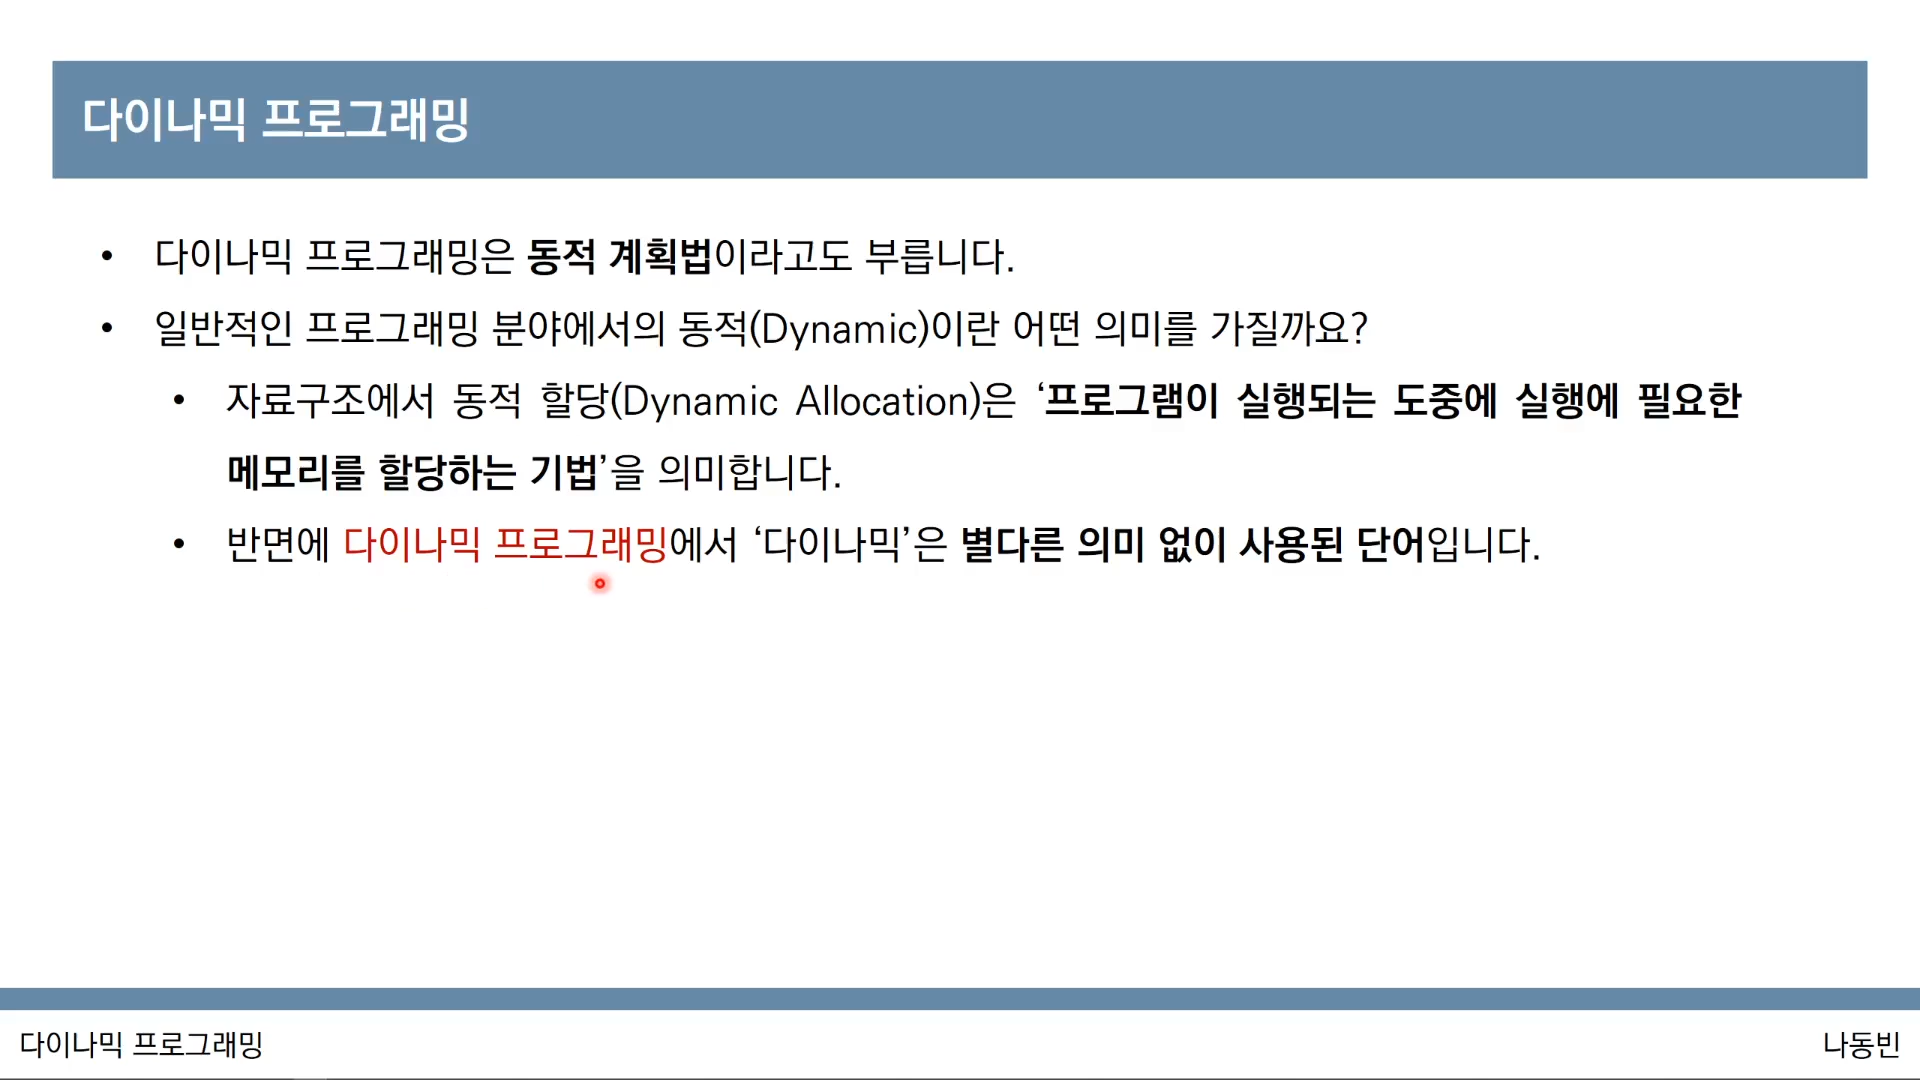 다이나믹 프로그래밍
• 다이나믹 프로그래밍은 동적 계획법이라고도 부릅니다.
• 일반적인 프로그래밍 분야에서의 동적(Dynamic)이란 어떤 의미를 가질까요?
• 자료구조에서 동적 할당(Dynamic Allocation)은 ‘프로그램이 실행되는 도중에 실행에 필요한
메모리를 할당하는 기법’을 의미합니다.
• 반면에 다이나믹 프로그래밍에서 ‘다이나믹’은 별다른 의미 없이 사용된 단어입니다.
다이나믹 프로그래밍
나동빈